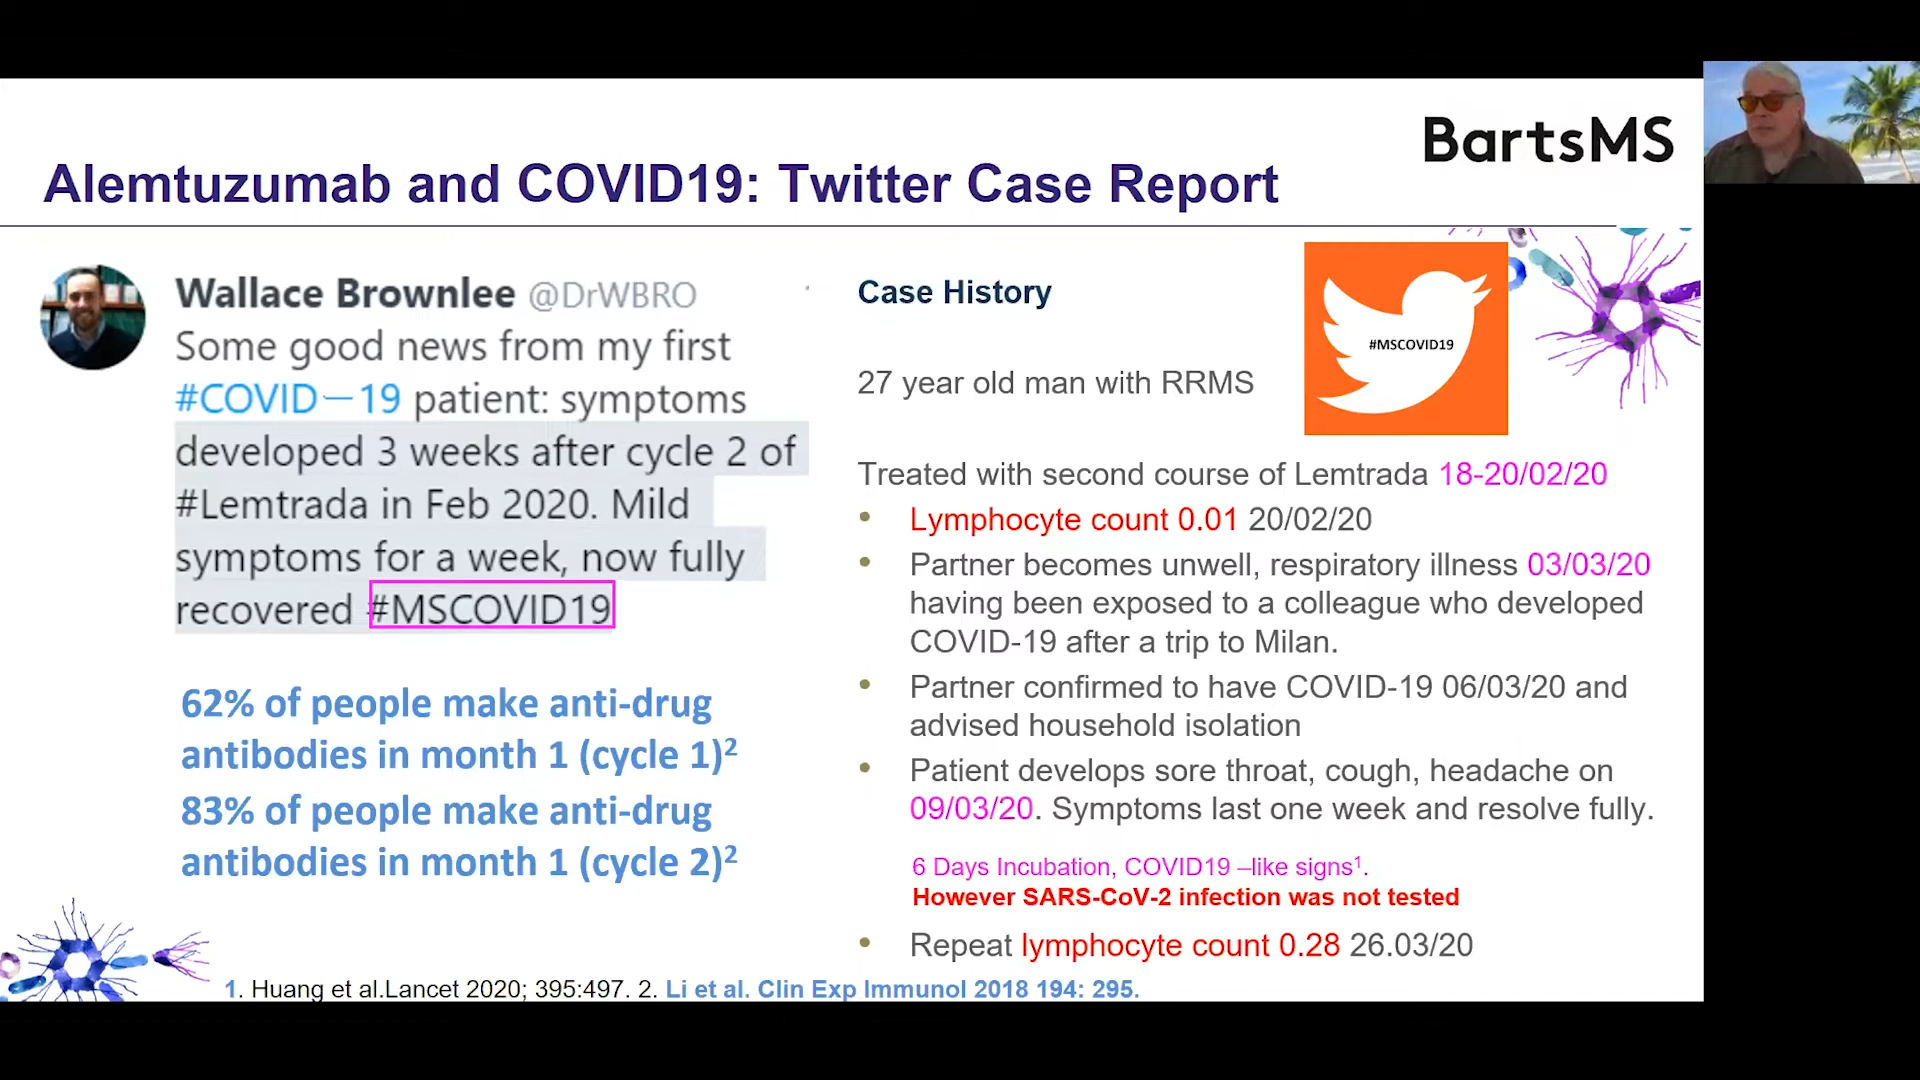 BartsMS
Alemtuzumab and COVID19: Twitter Case Report
Wallace Brownlee @DrWBRO
Some good news from my first
#COVID—19 patient: symptoms
developed 3 weeks after cycle 2 of
#Lemtrada in Feb 2020. Mild
symptoms for a week, now fully
recovered #MSCOVID19
62% of people make anti-drug
antibodies in month 1 (cycle 1)²
83% of people make anti-drug
antibodies in month 1 (cycle 2)²
Case History
#MSCOVID19
27 year old man with RRMS
Treated with second course of Lemtrada 18-20/02/20
• Lymphocyte count 0.01 20/02/20
• Partner becomes unwell, respiratory illness 03/03/20
having been exposed to a colleague who developed
COVID-19 after a trip to Milan.
• Partner confirmed to have COVID-19 06/03/20 and
advised household isolation
• Patient develops sore throat, cough, headache on
09/03/20. Symptoms last one week and resolve fully.
6 Days Incubation, COVID19 –like signs¹.
However SARS-CoV-2 infection was not tested
• Repeat lymphocyte count 0.28 26.03/20
1. Huang et al.Lancet 2020; 395:497. 2. Li et al. Clin Exp Immunol 2018 194: 295.